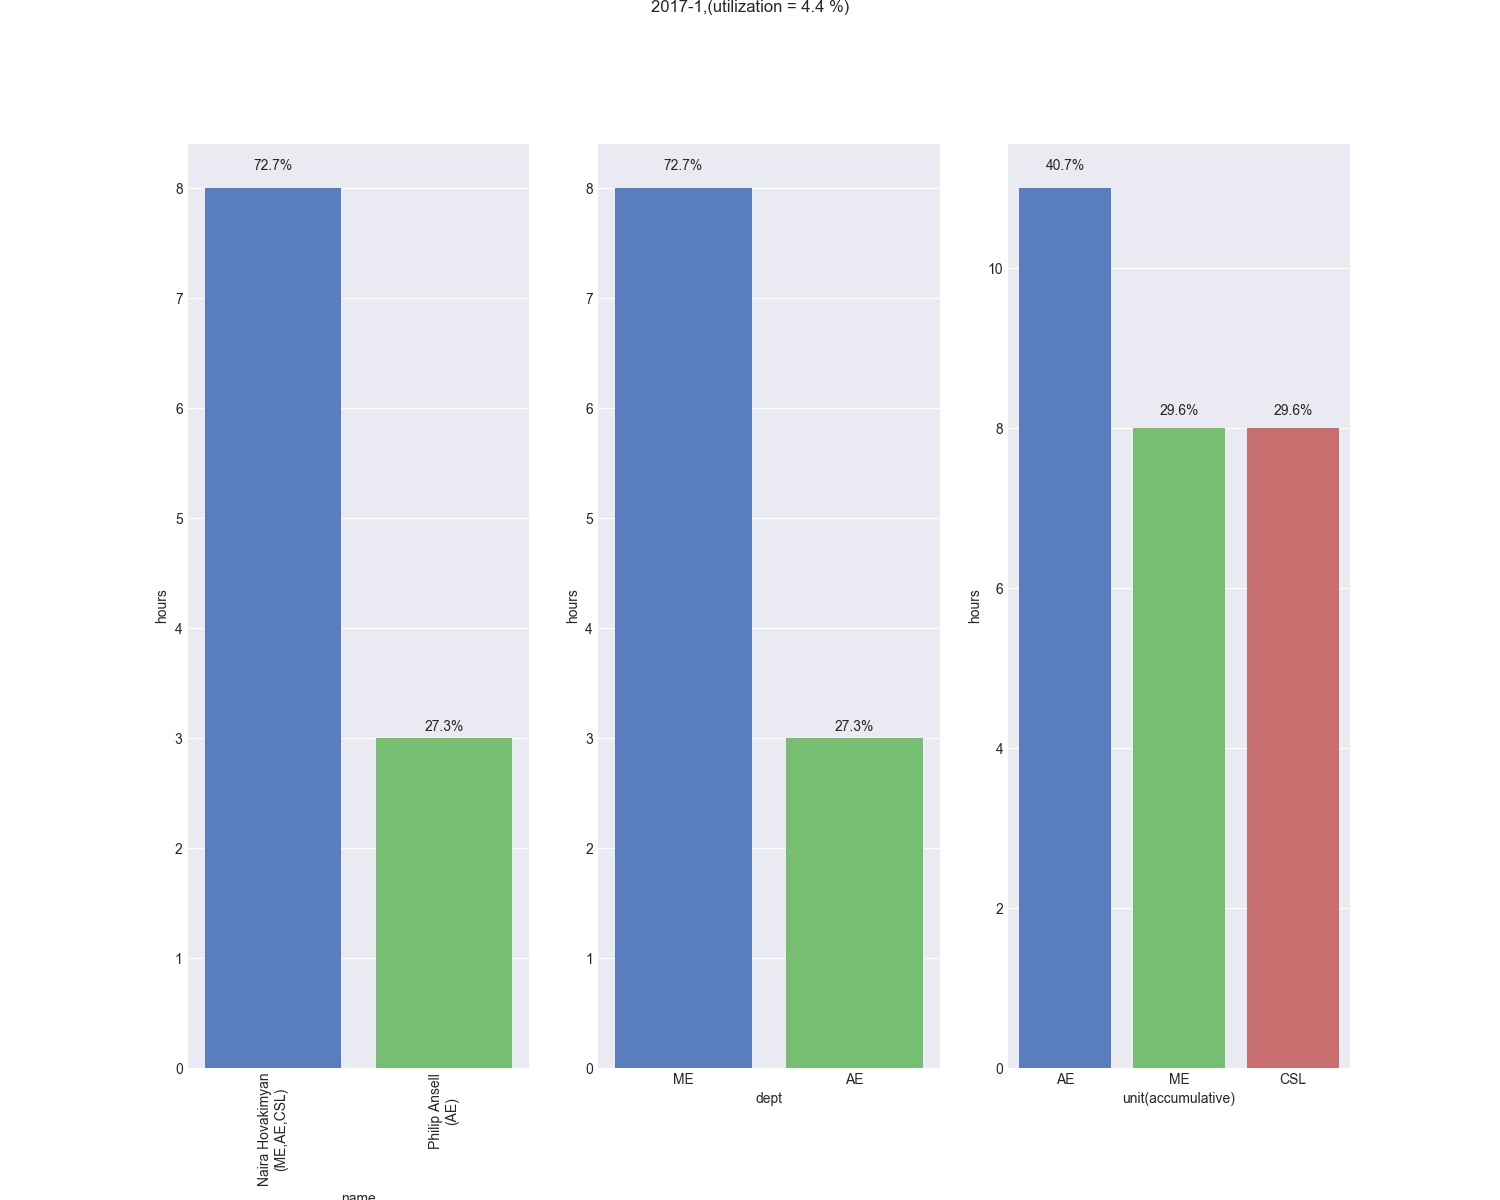 2017-1,(utilization = 4.4 %)
72.7%
27.3%
8
7
6
5
4
3
2
1
0
hours
Naira Hovakimyan
(ME,AE,CSL)
Philip Ansell
(AE)
name
72.7%
27.3%
8
7
6
5
4
3
2
1
0
hours
ME
AE
dept
40.7%
29.6%
29.6%
10
8
6
4
2
0
hours
AE
ME
CSL
unit(accumulative)